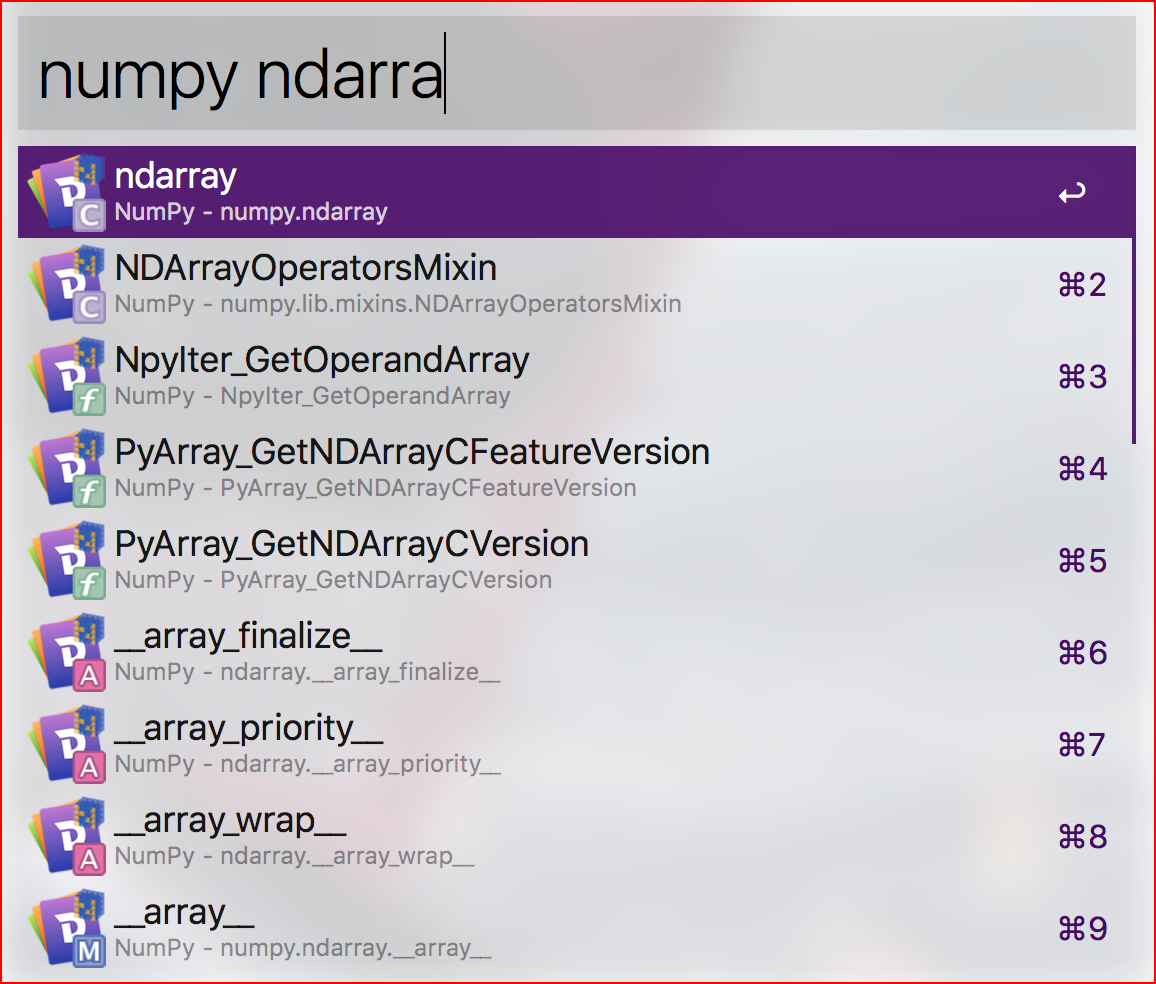 numpy ndarra
ndarray
NumPy - numpy.ndarray
↩
C
NDArrayOperatorsMixin
NumPy - numpy.lib.mixins.NDArrayOperatorsMixin
⌘2
C
NpyIter_GetOperandArray
NumPy - NpyIter_GetOperandArray
⌘3
f
PyArray_GetNDArrayCFeatureVersion
NumPy - PyArray_GetNDArrayCFeatureVersion
⌘4
f
PyArray_GetNDArrayCVersion
NumPy - PyArray_GetNDArrayCVersion
⌘5
f
__array_finalize__
NumPy - ndarray.__array_finalize__
⌘6
A
__array_priority__
NumPy - ndarray.__array_priority__
⌘7
A
__array_wrap__
NumPy - ndarray.__array_wrap__
⌘8
A
__array__
NumPy - numpy.ndarray.__array__
⌘9
M